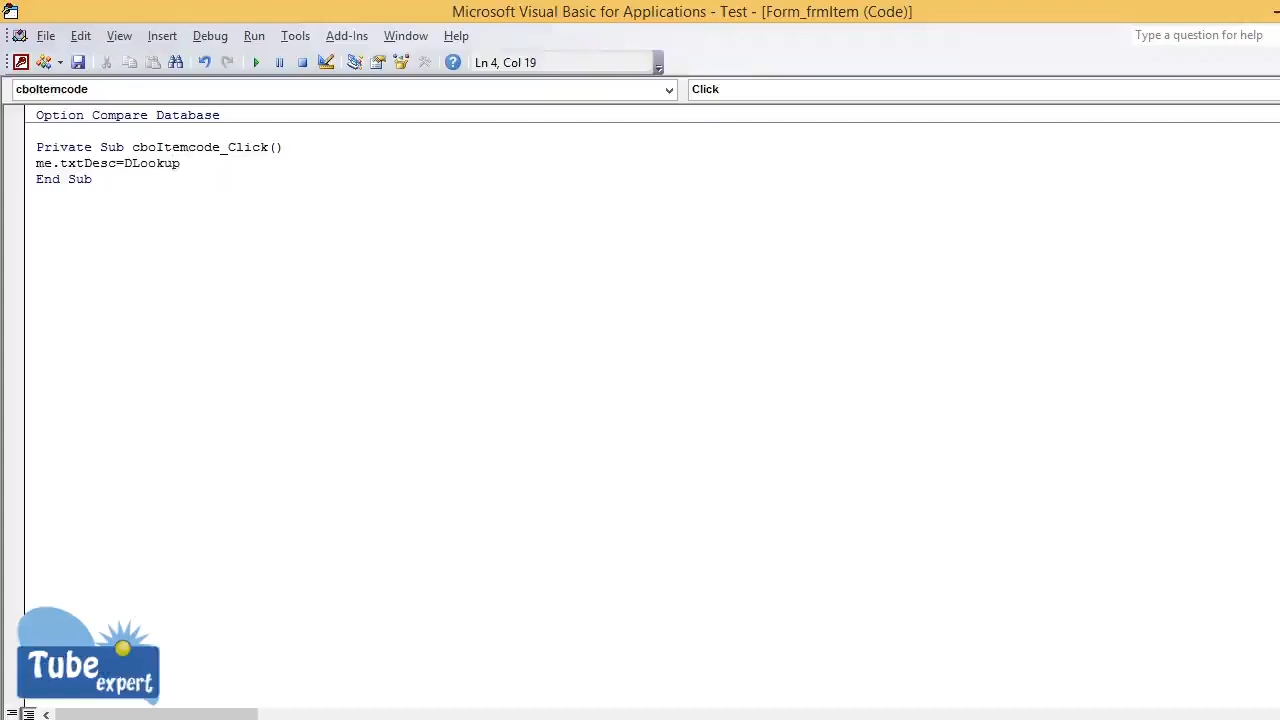 Microsoft Visual Basic for Applications - Test - [Form_frmItem (Code)]
File Edit View Insert Debug Run Tools Add-Ins Window Help
Type a question for help
Ln 4, Col 19
cboItemcode
Click
Option Compare Database
Private Sub cboItemcode_Click()
me.txtDesc=DLookup
End Sub
Tube
expert